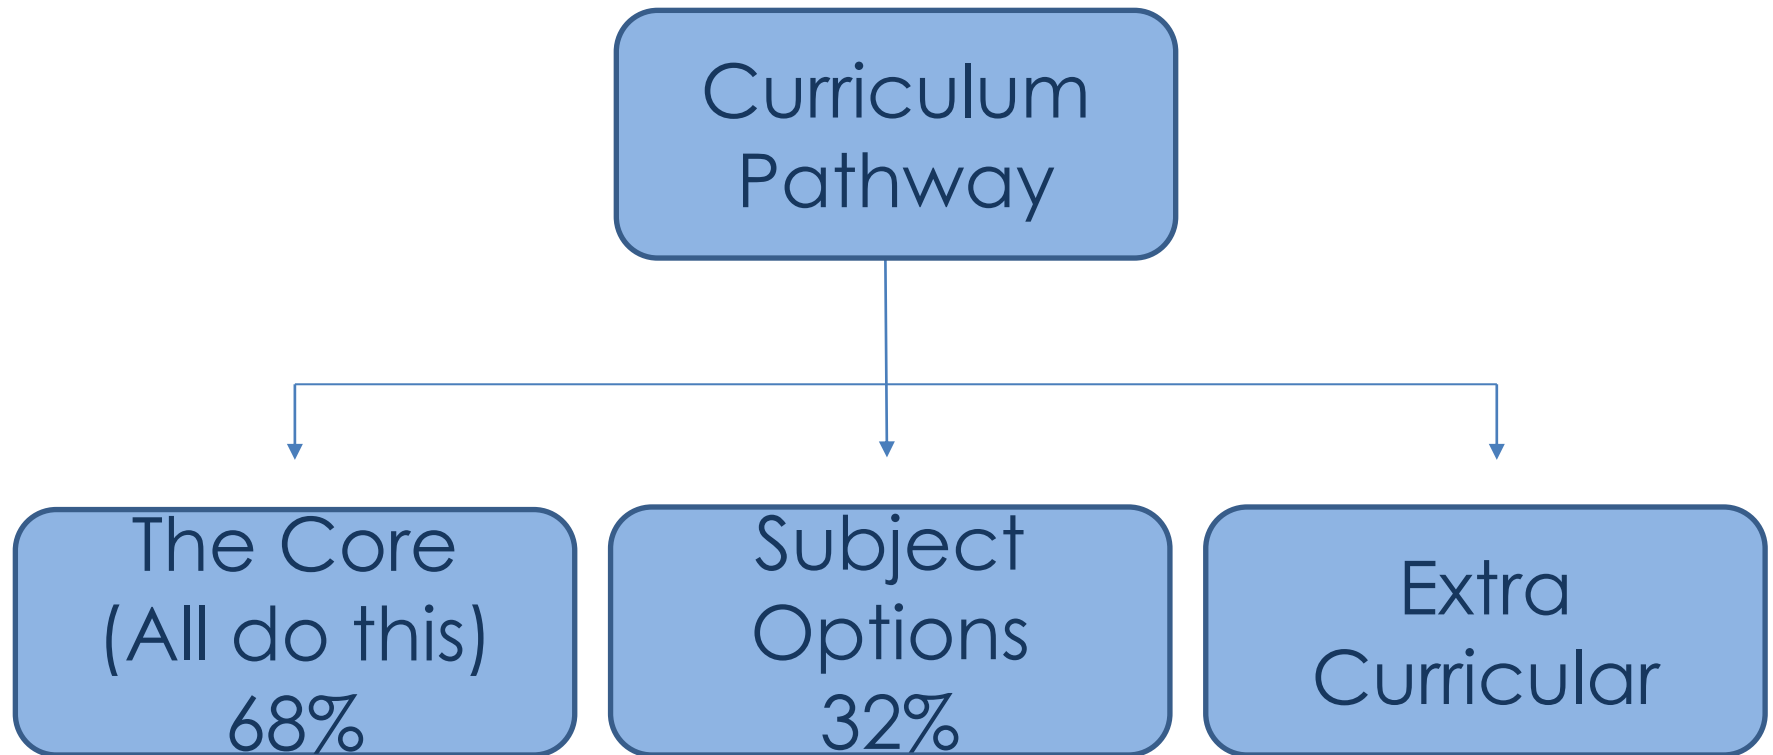 Curriculum
Pathway
The Core
(All do this)
68%
Subject
Options
32%
Extra
Curricular